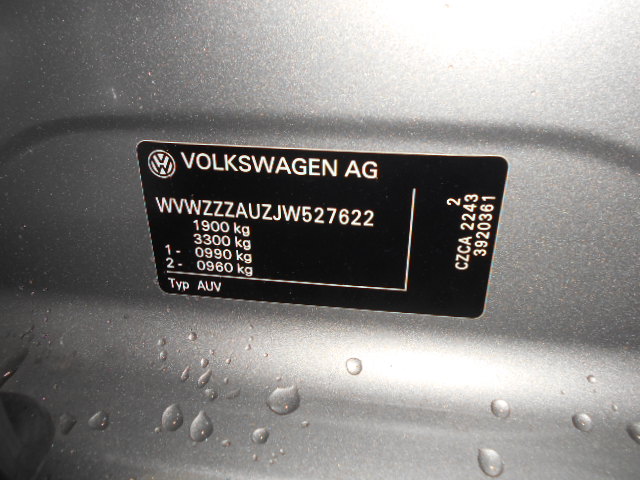 VOLKSWAGEN AG
WVWZZZAUZJW527622
1900 kg
3300 kg
1 - 0990 kg
2 - 0960 kg
Typ AUV
2
CZCA 2243
3920361